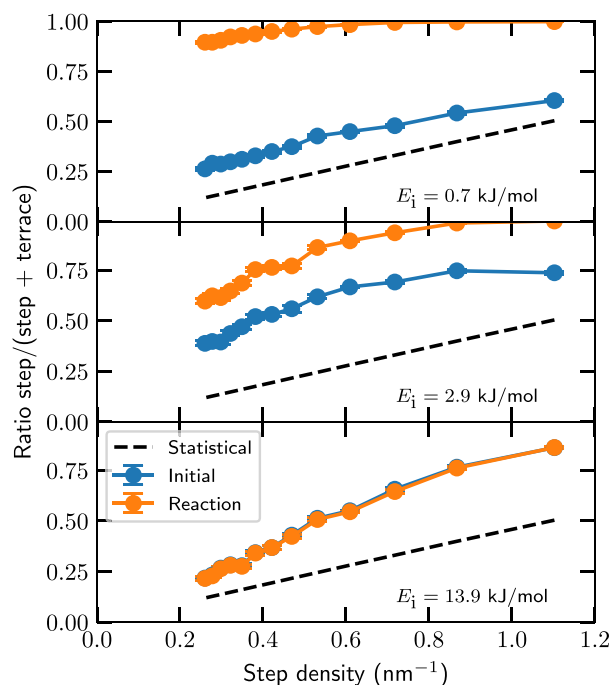 1.00
0.75
0.50
0.25
E_i = 0.7 kJ/mol
0.00
0.75
0.50
0.25
E_i = 2.9 kJ/mol
0.00
Statistical
Initial
Reaction
0.75
0.50
0.25
E_i = 13.9 kJ/mol
0.00
0.0 0.2 0.4 0.6 0.8 1.0 1.2
Step density (nm⁻¹)
Ratio step/(step + terrace)